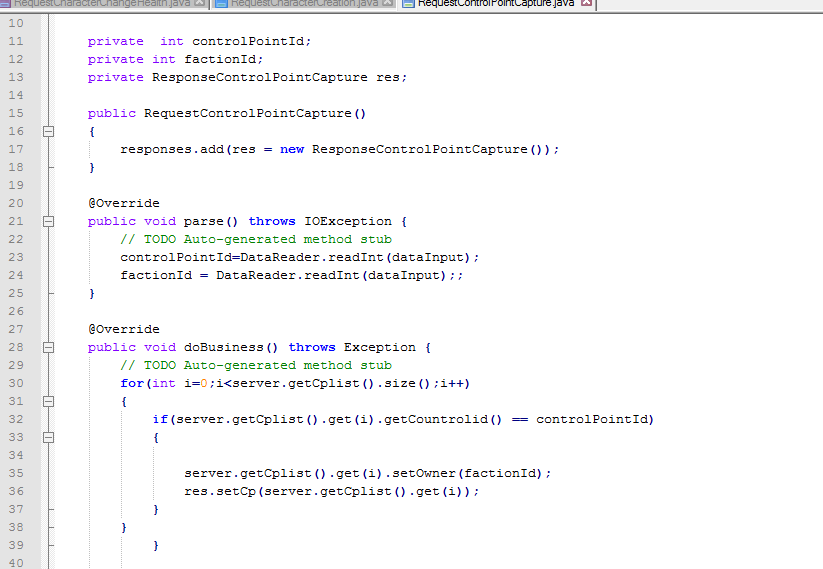 RequestCharacterChangeHealth.java RequestCharacterCreation.java RequestControlPointCapture.java
10
11 private  int controlPointId;
12 private int factionId;
13 private ResponseControlPointCapture res;
14
15 public RequestControlPointCapture()
16 {
17 responses.add(res = new ResponseControlPointCapture());
18 }
19
20 @Override
21 public void parse() throws IOException {
22 // TODO Auto-generated method stub
23 controlPointId=DataReader.readInt(dataInput);
24 factionId = DataReader.readInt(dataInput);;
25 }
26
27 @Override
28 public void doBusiness() throws Exception {
29 // TODO Auto-generated method stub
30 for(int i=0;i<server.getCplist().size();i++)
31 {
32 if(server.getCplist().get(i).getCountrolid() == controlPointId)
33 {
34
35 server.getCplist().get(i).setOwner(factionId);
36 res.setCp(server.getCplist().get(i));
37 }
38 }
39 }
40